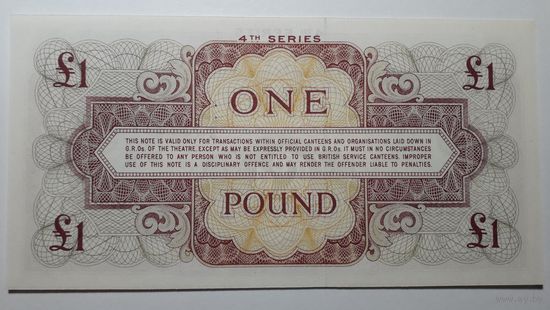 4TH SERIES
£1 £1
ONE
THIS NOTE IS VALID ONLY FOR TRANSACTIONS WITHIN OFFICIAL CANTEENS AND ORGANISATIONS LAID DOWN IN
G.R.Os. OF THE THEATRE. EXCEPT AS MAY BE EXPRESSLY PROVIDED IN G.R.Os. IT MUST IN NO CIRCUMSTANCES
BE OFFERED TO ANY PERSON WHO IS NOT ENTITLED TO USE BRITISH SERVICE CANTEENS. IMPROPER
USE OF THIS NOTE IS A DISCIPLINARY OFFENCE AND MAY RENDER THE OFFENDER LIABLE TO PENALTIES.
POUND
£1 £1